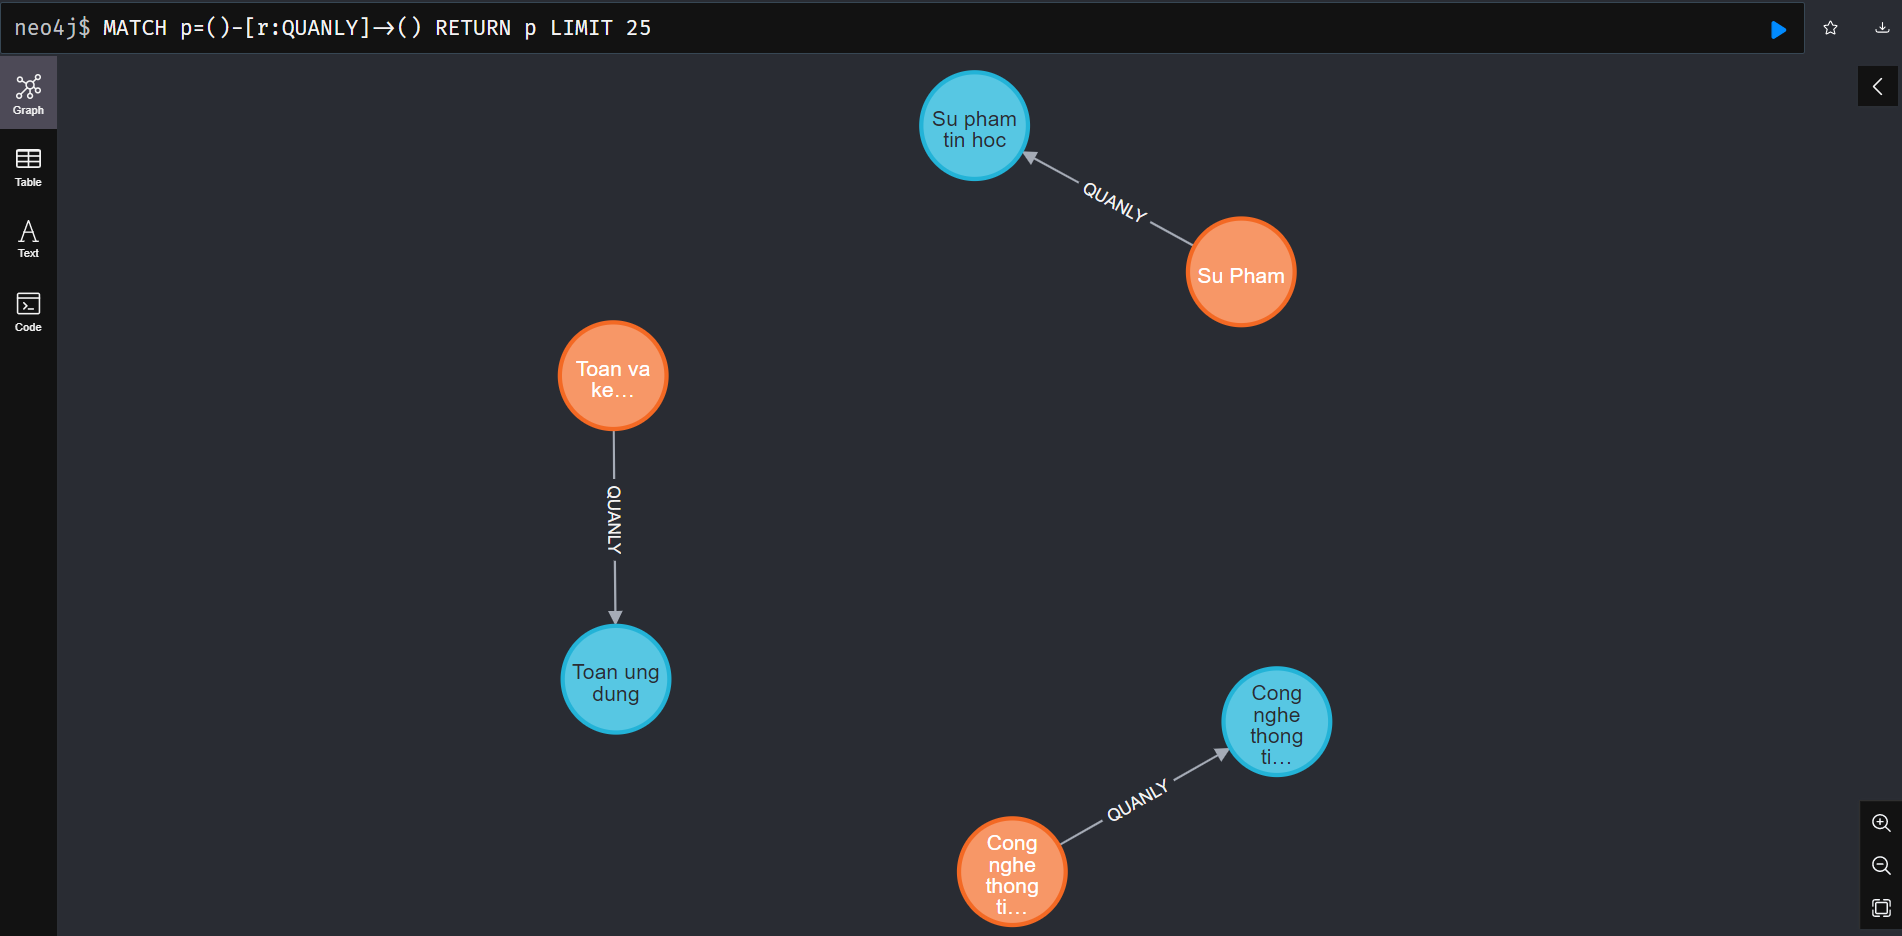 neo4j$ MATCH p=()-[r:QUANLY]->() RETURN p LIMIT 25
Graph
Table
Text
Code
Su pham
tin hoc
QUANLY
Su Pham
Toan va
ke...
QUANLY
Toan ung
dung
Cong
nghe
thong
ti...
QUANLY
Cong
nghe
thong
ti...